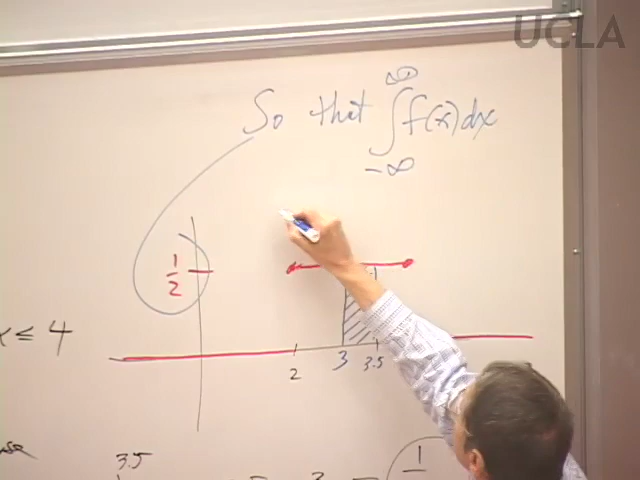 UCLA
So that ∫_{-∞}^{∞} f(x)dx
1/2
x ≤ 4
2 3 3.5
3.5
1